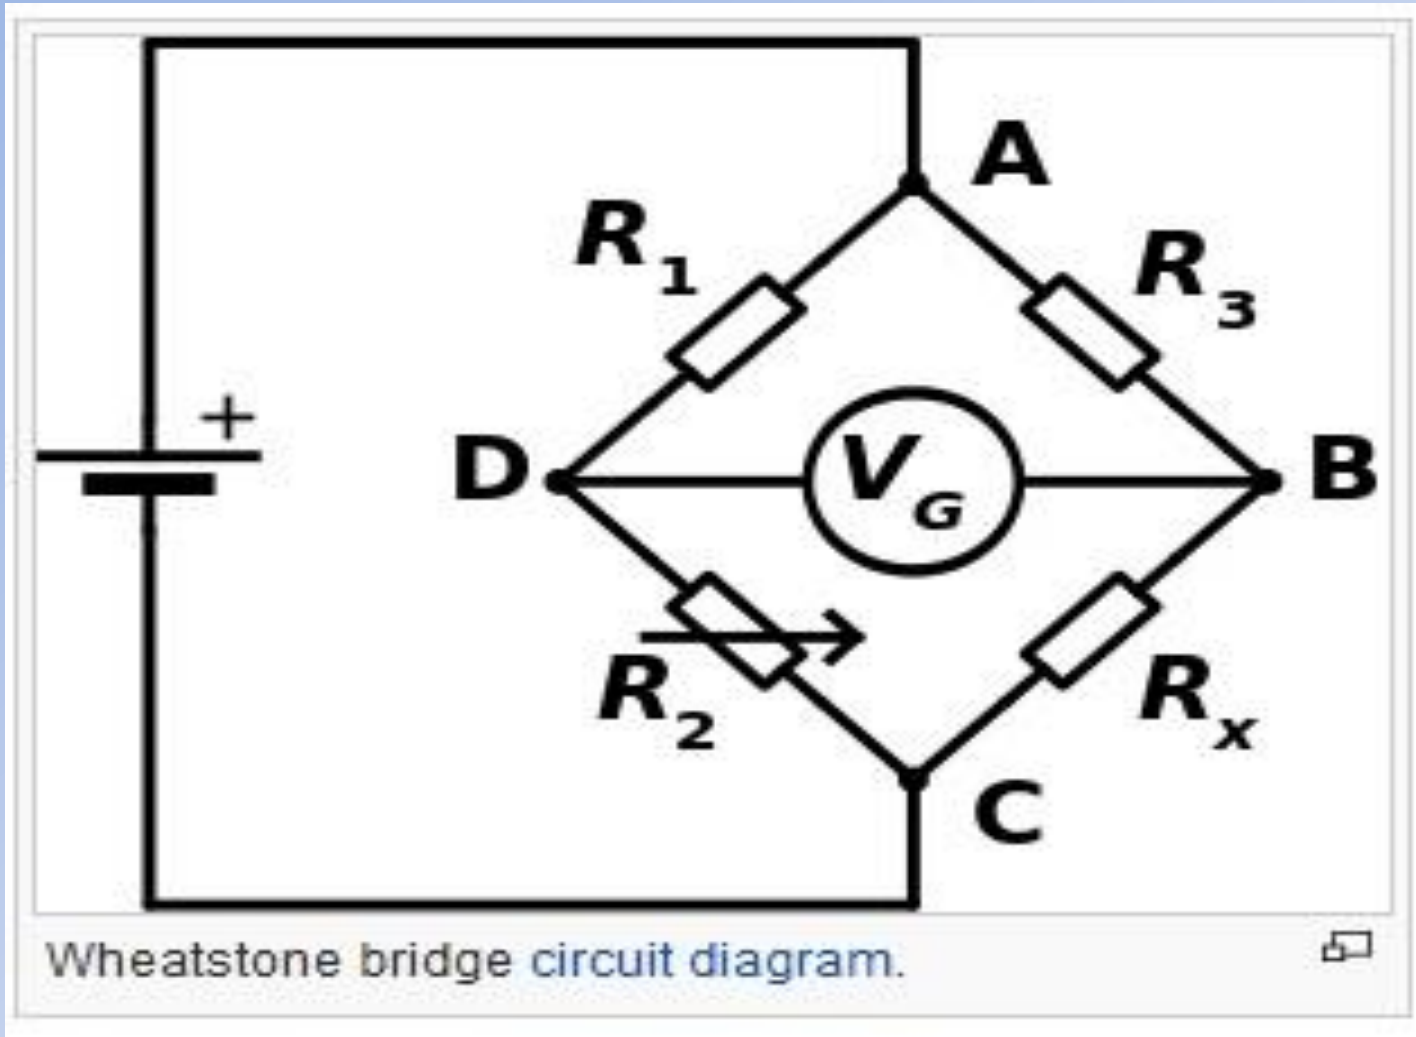 A
R1
R3
+
D
VG
B
R2
Rx
C
Wheatstone bridge circuit diagram.